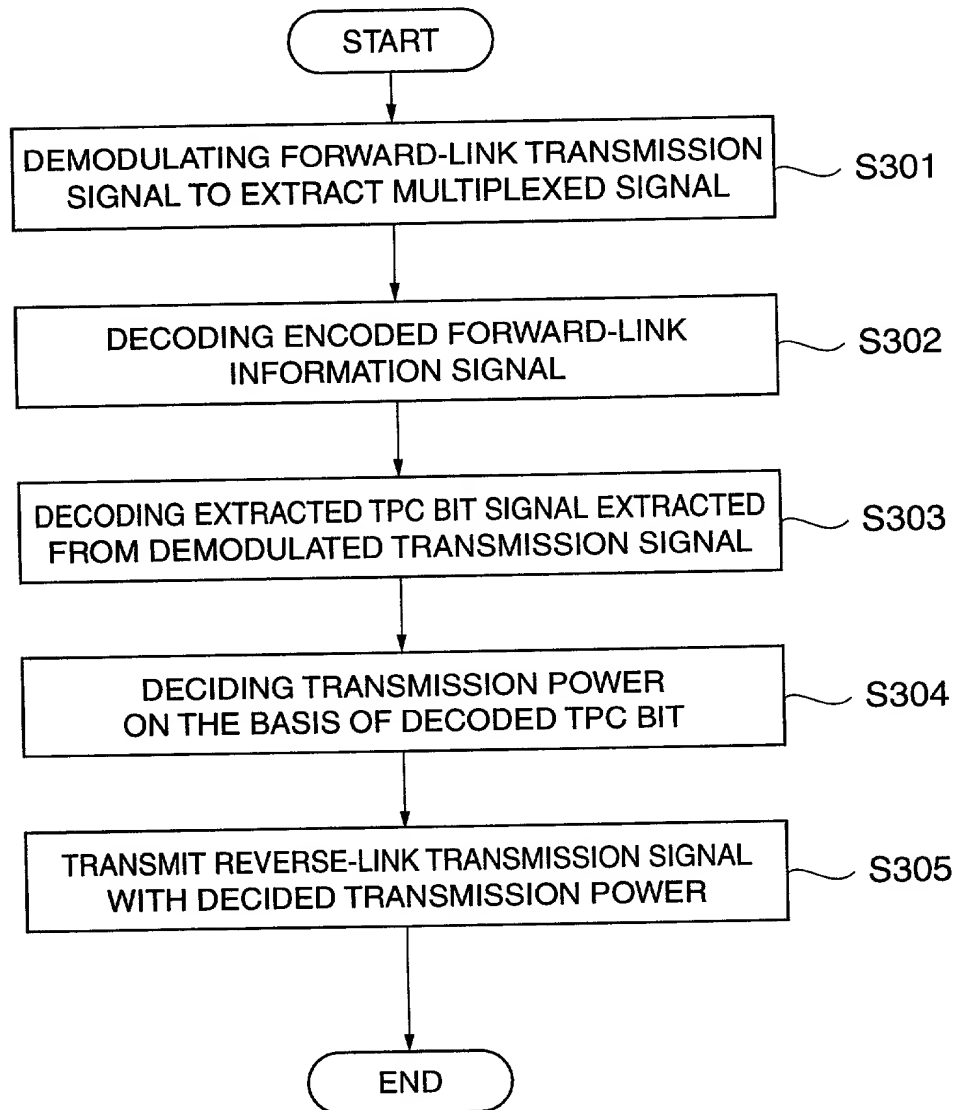 START
DEMODULATING FORWARD-LINK TRANSMISSION
SIGNAL TO EXTRACT MULTIPLEXED SIGNAL
S301
DECODING ENCODED FORWARD-LINK
INFORMATION SIGNAL
S302
DECODING EXTRACTED TPC BIT SIGNAL EXTRACTED
FROM DEMODULATED TRANSMISSION SIGNAL
S303
DECIDING TRANSMISSION POWER
ON THE BASIS OF DECODED TPC BIT
S304
TRANSMIT REVERSE-LINK TRANSMISSION SIGNAL
WITH DECIDED TRANSMISSION POWER
S305
END